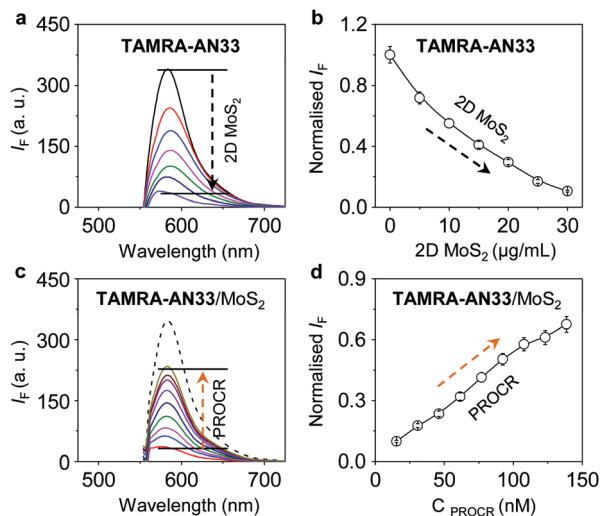 a
TAMRA-AN33
450
300
150
0
I_F (a. u.)
2D MoS₂
500 600 700
Wavelength (nm)
b
TAMRA-AN33
1.2
0.8
0.4
0.0
Normalised I_F
2D MoS₂
0 10 20 30
2D MoS₂ (µg/mL)
c
TAMRA-AN33/MoS₂
450
300
150
0
I_F (a. u.)
PROCR
500 600 700
Wavelength (nm)
d
TAMRA-AN33/MoS₂
0.9
0.6
0.3
0.0
Normalised I_F
PROCR
0 50 100 150
C PROCR (nM)